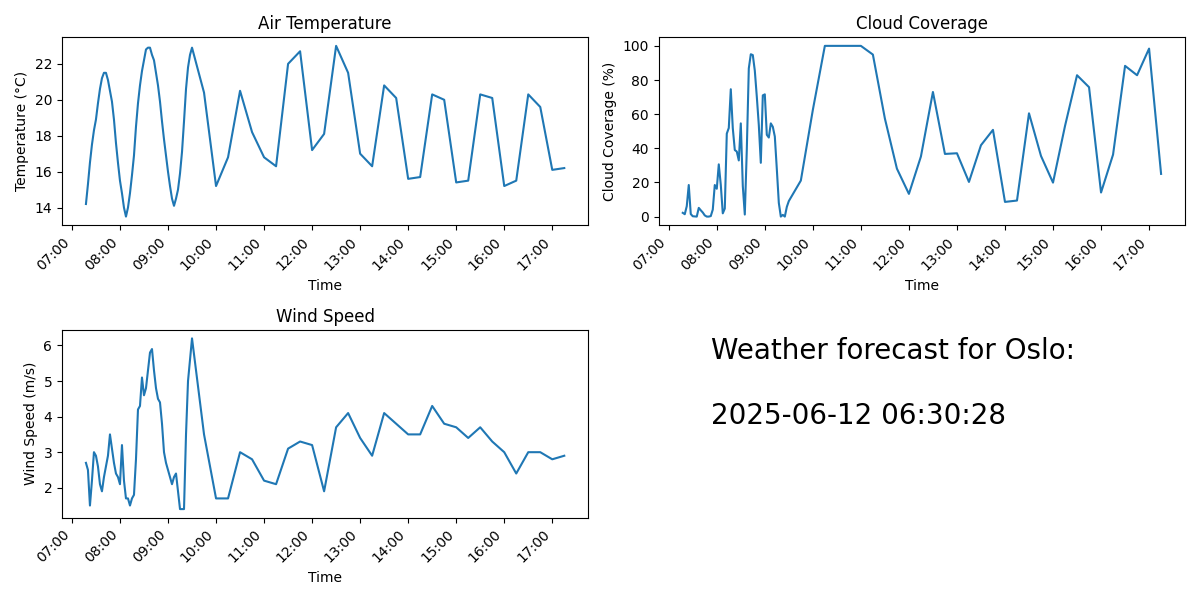 Air Temperature
Temperature (°C)
22
20
18
16
14
07:00 08:00 09:00 10:00 11:00 12:00 13:00 14:00 15:00 16:00 17:00
Time
Cloud Coverage
Cloud Coverage (%)
100
80
60
40
20
0
07:00 08:00 09:00 10:00 11:00 12:00 13:00 14:00 15:00 16:00 17:00
Time
Wind Speed
Wind Speed (m/s)
6
5
4
3
2
07:00 08:00 09:00 10:00 11:00 12:00 13:00 14:00 15:00 16:00 17:00
Time
Weather forecast for Oslo:
2025-06-12 06:30:28